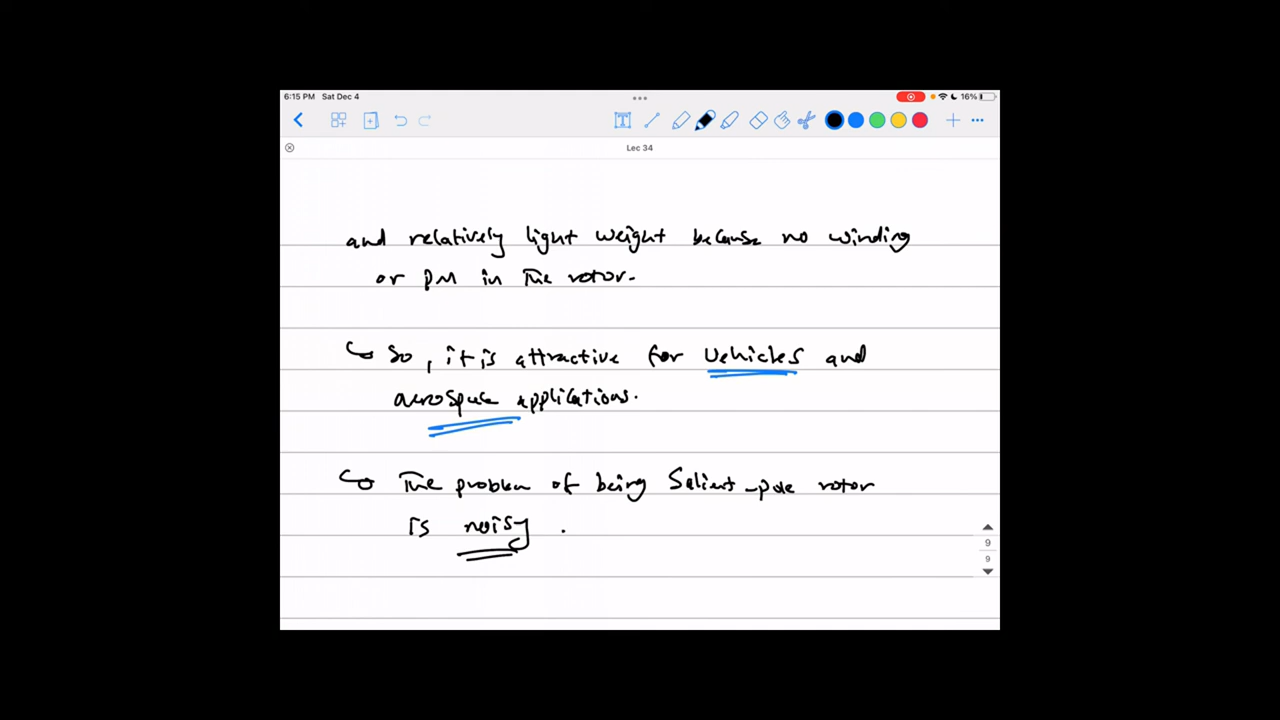 6:15 PM Sat Dec 4
16%
Lec 34
and relatively light weight because no winding
or PM in the rotor.
So, it is attractive for vehicles and
aerospace applications.
The problem of being Salient-pole rotor
is noisy.
9
9